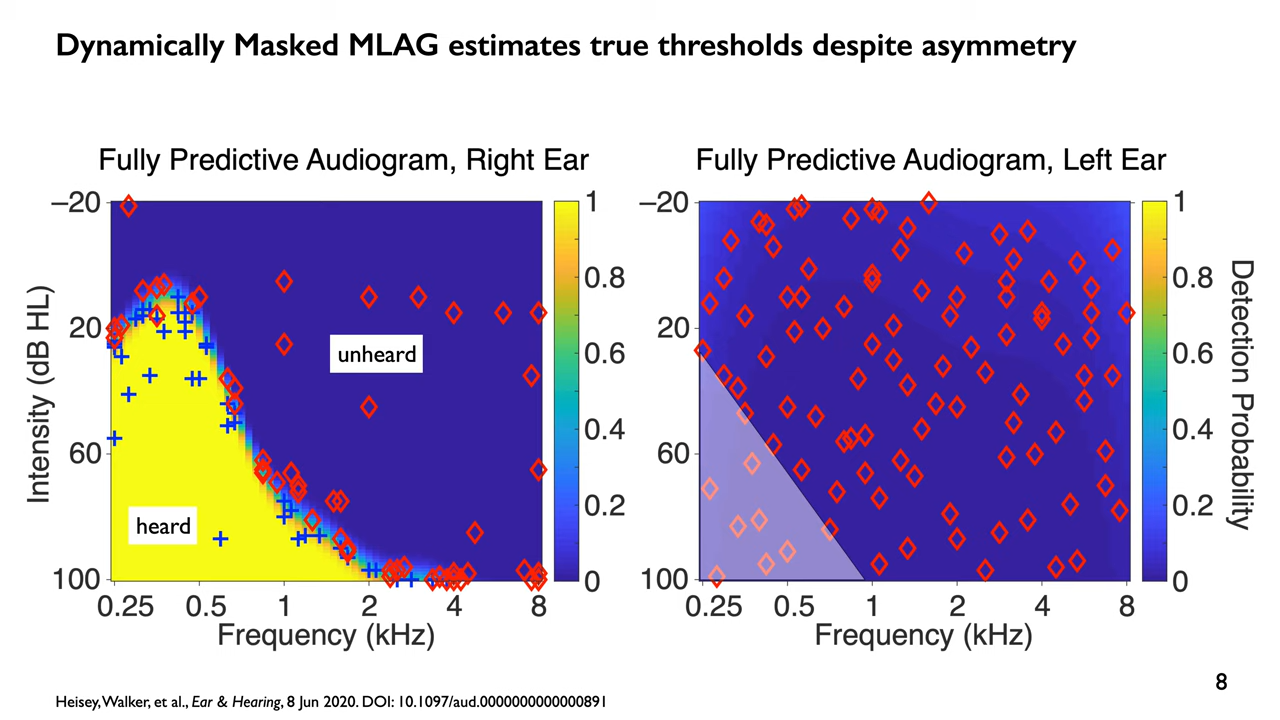 Dynamically Masked MLAG estimates true thresholds despite asymmetry
Fully Predictive Audiogram, Right Ear
Intensity (dB HL)
–20
20
60
100
unheard
heard
0.25 0.5 1 2 4 8
Frequency (kHz)
1
0.8
0.6
0.4
0.2
0
Fully Predictive Audiogram, Left Ear
–20
20
60
100
0.25 0.5 1 2 4 8
Frequency (kHz)
1
0.8
0.6
0.4
0.2
0
Detection Probability
Heisey, Walker, et al., Ear & Hearing, 8 Jun 2020. DOI: 10.1097/aud.0000000000000891
8